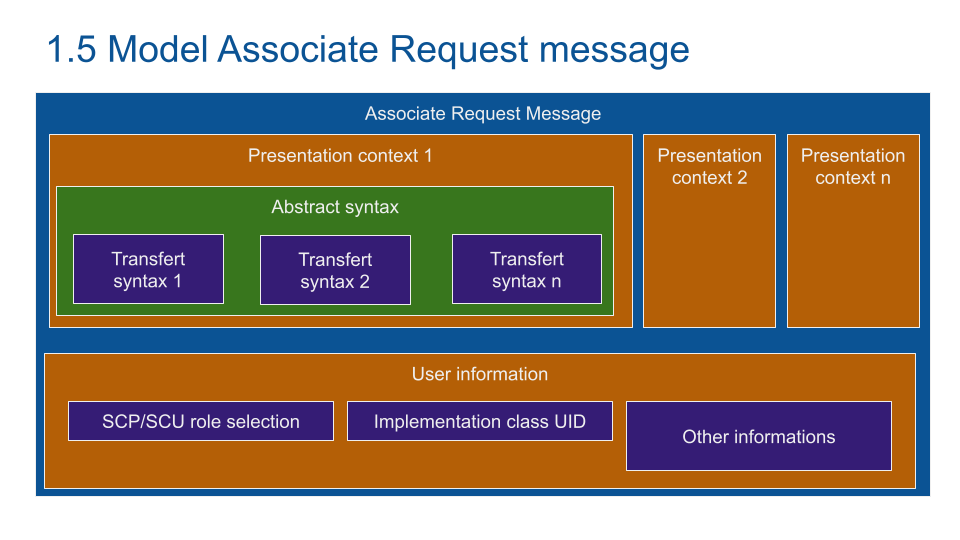 1.5 Model Associate Request message
Associate Request Message
Presentation context 1
Abstract syntax
Transfert
syntax 1
Transfert
syntax 2
Transfert
syntax n
Presentation
context 2
Presentation
context n
User information
SCP/SCU role selection
Implementation class UID
Other informations